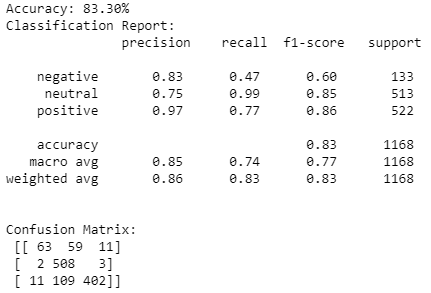 Accuracy: 83.30%
Classification Report:
precision recall f1-score support
negative 0.83 0.47 0.60 133
neutral 0.75 0.99 0.85 513
positive 0.97 0.77 0.86 522
accuracy 0.83 1168
macro avg 0.85 0.74 0.77 1168
weighted avg 0.86 0.83 0.83 1168
Confusion Matrix:
[[ 63 59 11]
[ 2 508 3]
[ 11 109 402]]